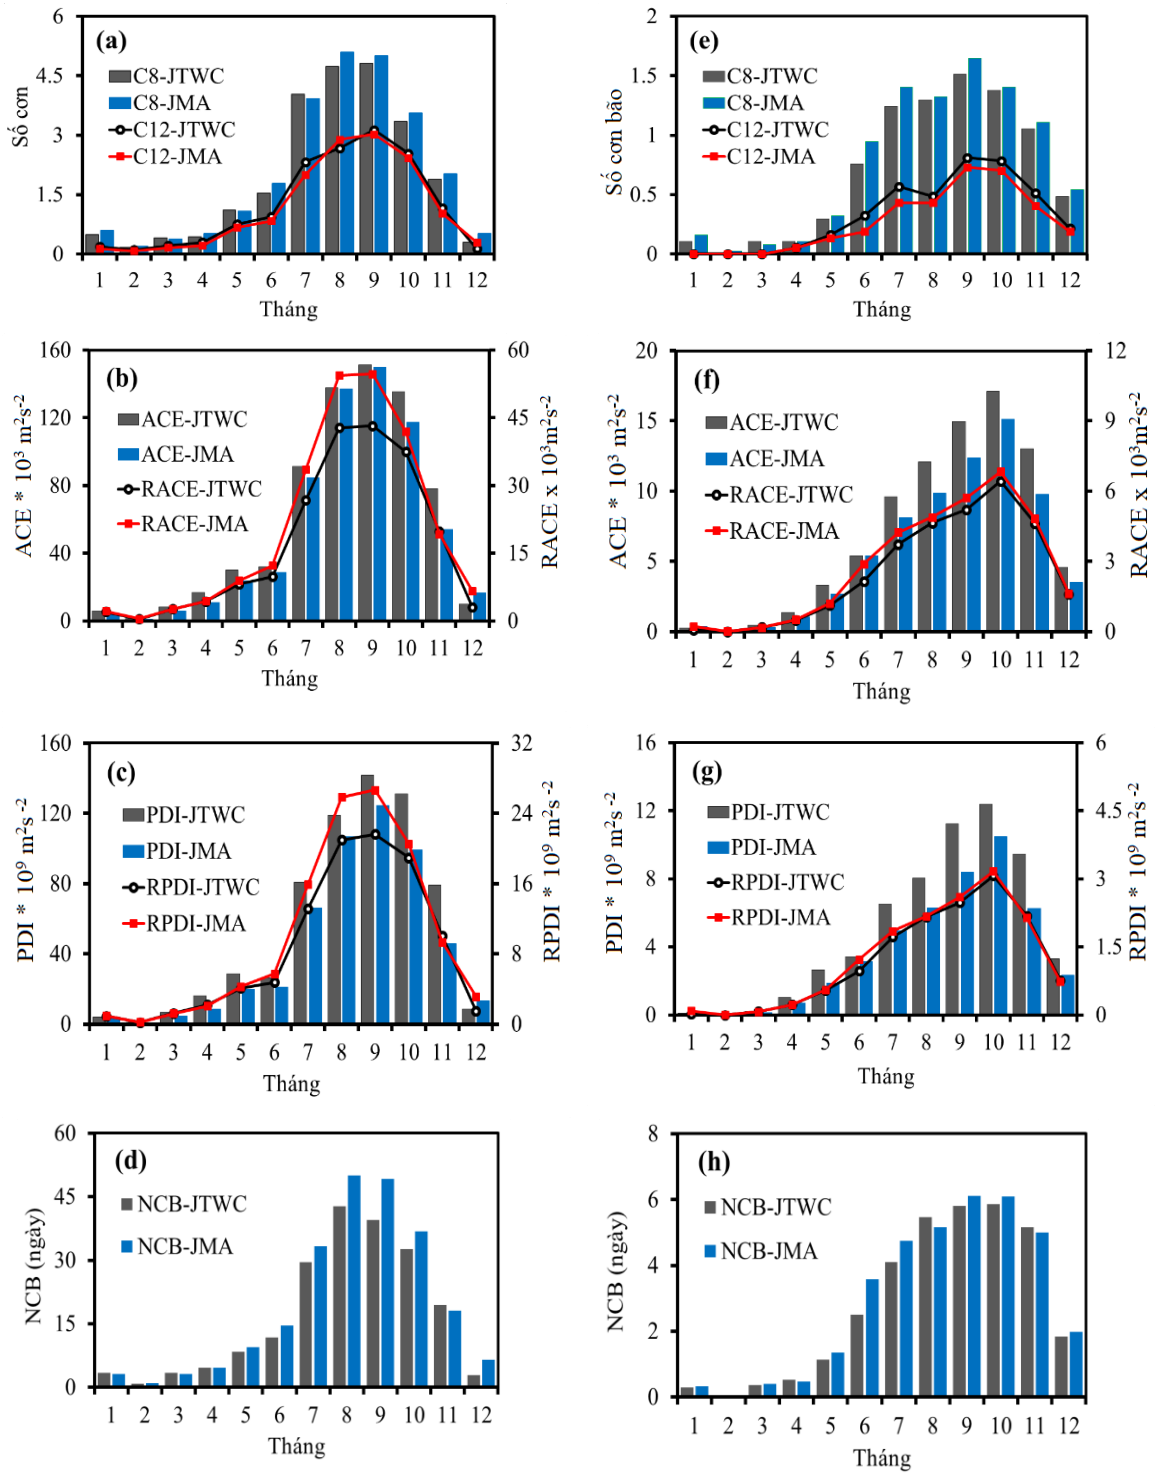 (a)
Số cơn
6
4.5
3
1.5
0
C8-JTWC
C8-JMA
C12-JTWC
C12-JMA
1 2 3 4 5 6 7 8 9 10 11 12
Tháng
(e)
Số cơn bão
2
1.5
1
0.5
0
C8-JTWC
C8-JMA
C12-JTWC
C12-JMA
1 2 3 4 5 6 7 8 9 10 11 12
Tháng
(b)
ACE * 10³ m²s⁻²
160
120
80
40
0
ACE-JTWC
ACE-JMA
RACE-JTWC
RACE-JMA
60
45
30
15
0
RACE x 10³m²s⁻²
1 2 3 4 5 6 7 8 9 10 11 12
Tháng
(f)
ACE * 10³ m²s⁻²
20
15
10
5
0
ACE-JTWC
ACE-JMA
RACE-JTWC
RACE-JMA
12
9
6
3
0
RACE x 10³m²s⁻²
1 2 3 4 5 6 7 8 9 10 11 12
Tháng
(c)
PDI * 10⁹ m²s⁻²
160
120
80
40
0
PDI-JTWC
PDI-JMA
RPDI-JTWC
RPDI-JMA
32
24
16
8
0
RPDI * 10⁹ m²s⁻²
1 2 3 4 5 6 7 8 9 10 11 12
Tháng
(g)
PDI * 10⁹ m²s⁻²
16
12
8
4
0
PDI-JTWC
PDI-JMA
RPDI-JTWC
RPDI-JMA
6
4.5
3
1.5
0
RPDI * 10⁹ m²s⁻²
1 2 3 4 5 6 7 8 9 10 11 12
Tháng
(d)
NCB (ngày)
60
45
30
15
0
NCB-JTWC
NCB-JMA
1 2 3 4 5 6 7 8 9 10 11 12
Tháng
(h)
NCB (ngày)
8
6
4
2
0
NCB-JTWC
NCB-JMA
1 2 3 4 5 6 7 8 9 10 11 12
Tháng